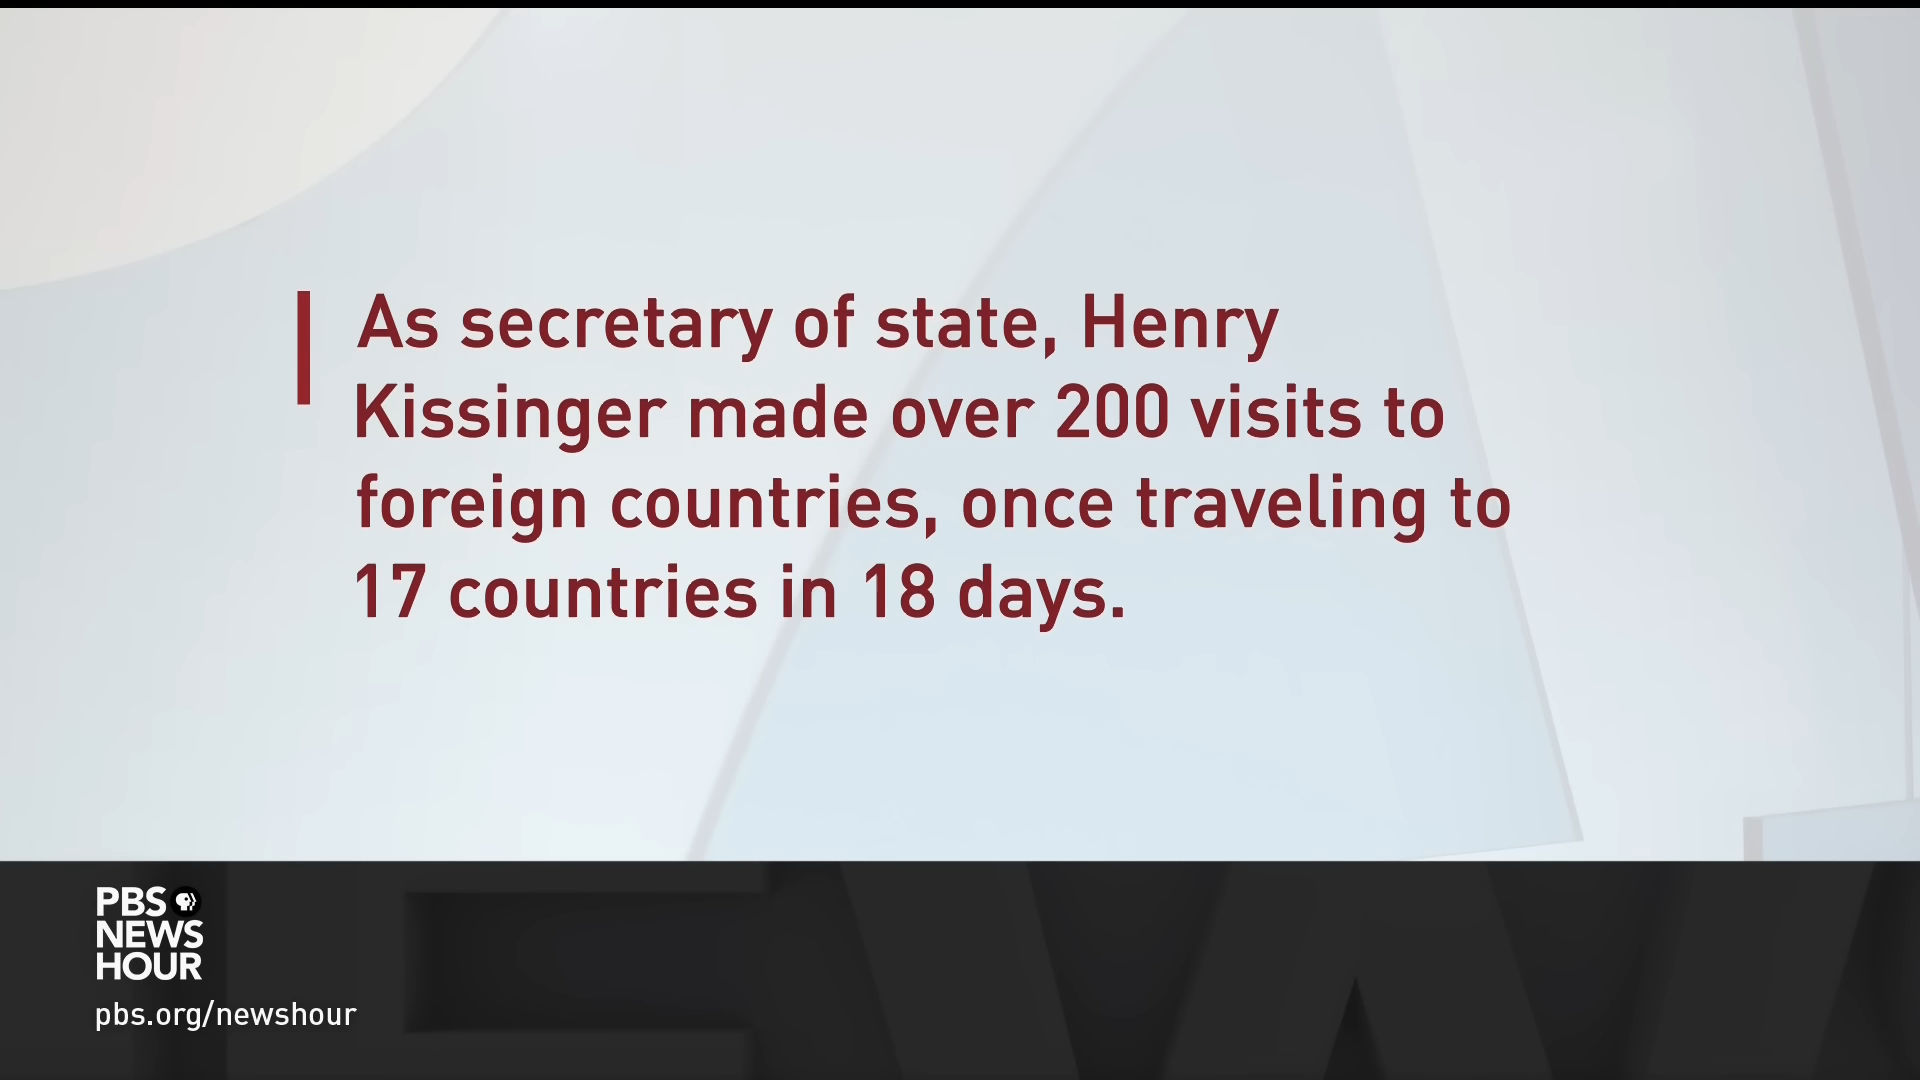 As secretary of state, Henry
Kissinger made over 200 visits to
foreign countries, once traveling to
17 countries in 18 days.
PBS
NEWS
HOUR
pbs.org/newshour